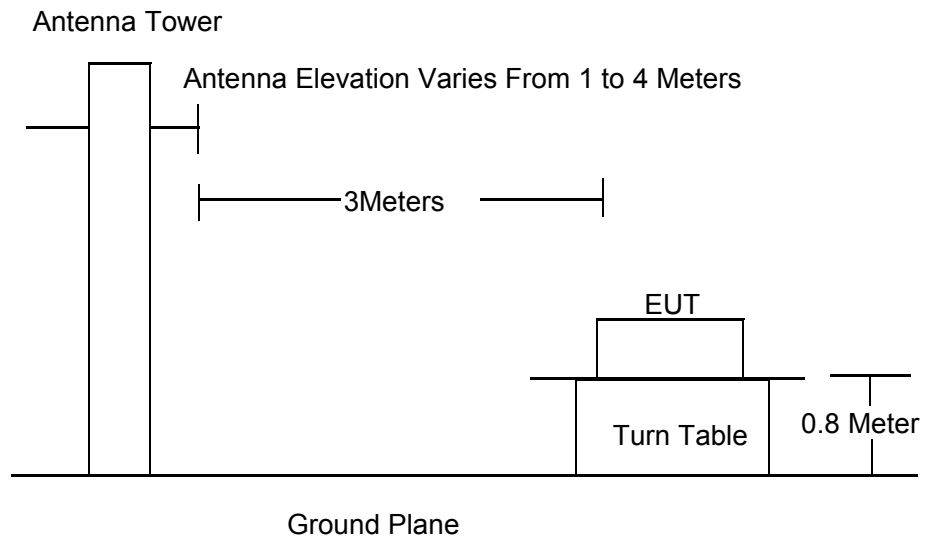 Antenna Tower
Antenna Elevation Varies From 1 to 4 Meters
3Meters
EUT
Turn Table
0.8 Meter
Ground Plane